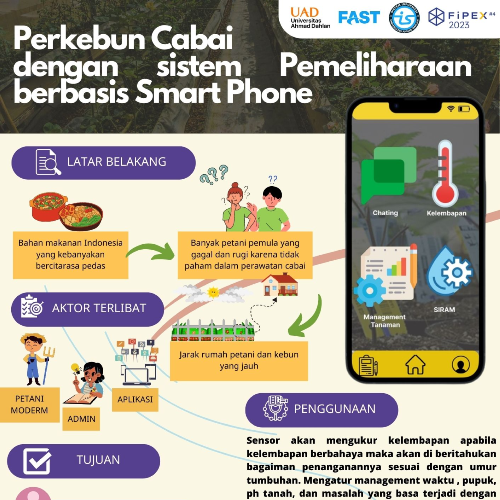 UAD
Universitas
Ahmad Dahlan
FAST
FiPEX #4
2023
Perkebun Cabai
dengan sistem Pemeliharaan
berbasis Smart Phone
LATAR BELAKANG
Bahan makanan Indonesia
yang kebanyakan
bercitarasa pedas
Banyak petani pemula yang
gagal dan rugi karena tidak
paham dalam perawatan cabai
Jarak rumah petani dan kebun
yang jauh
AKTOR TERLIBAT
PETANI
MODERM
ADMIN
APLIKASI
TUJUAN
Chating
Kelembapan
Management
Tanaman
SIRAM
PENGGUNAAN
Sensor akan mengukur kelembapan apabila
kelembapan berbahaya maka akan di beritahukan
bagaiman penanganannya sesuai dengan umur
tumbuhan. Mengatur management waktu , pupuk,
ph tanah, dan masalah yang basa terjadi dengan